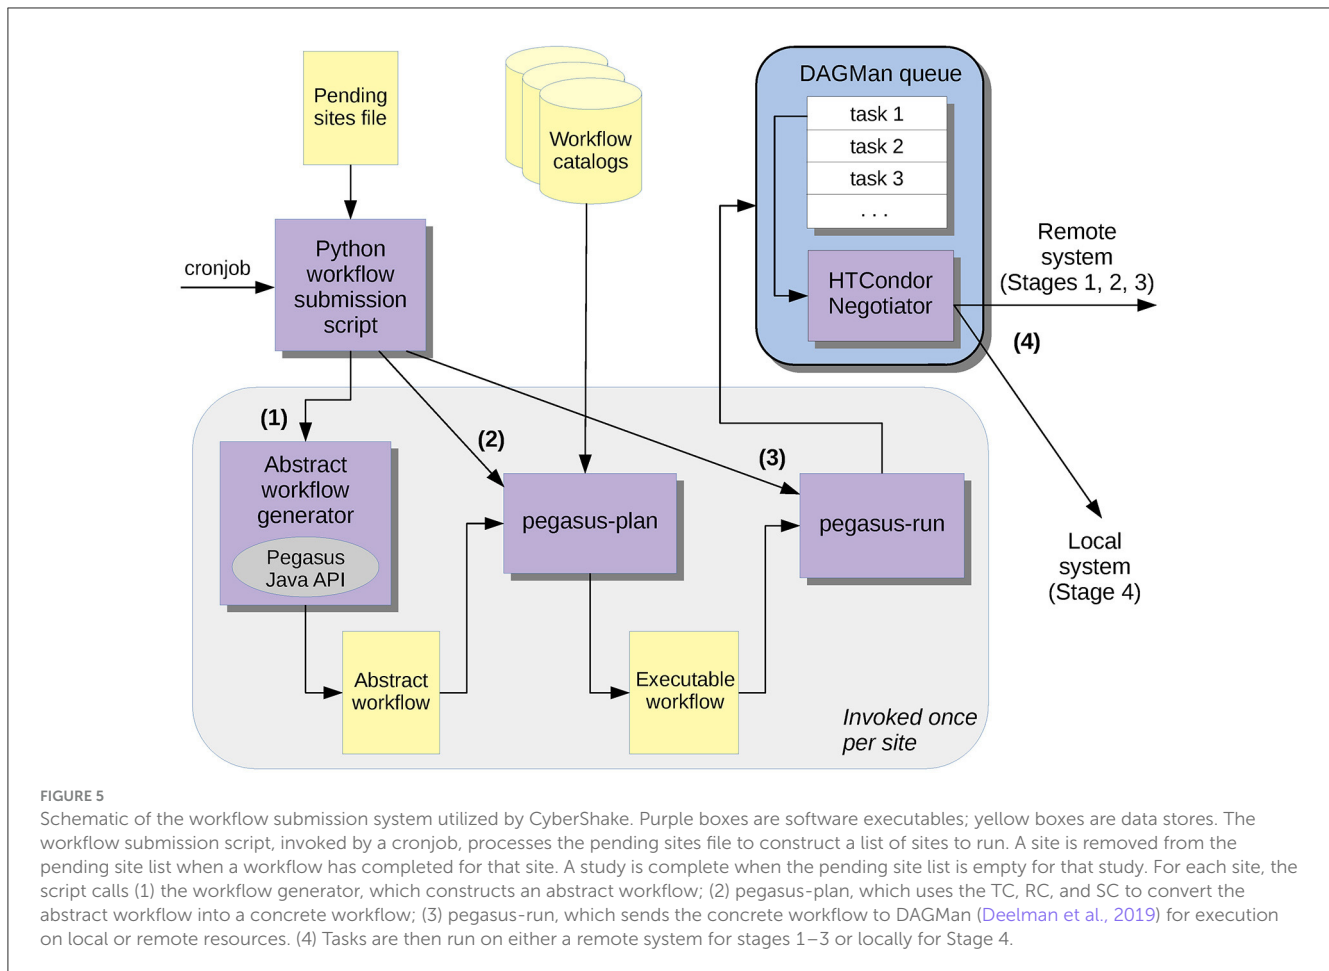 Pending
sites file
Workflow
catalogs
DAGMan queue
task 1
task 2
task 3
. . .
HTCondor
Negotiator
Remote
system
(Stages 1, 2, 3)
(4)
Local
system
(Stage 4)
cronjob
Python
workflow
submission
script
(1)
(2)
(3)
Abstract
workflow
generator
Pegasus
Java API
pegasus-plan
pegasus-run
Abstract
workflow
Executable
workflow
Invoked once
per site
FIGURE 5
Schematic of the workflow submission system utilized by CyberShake. Purple boxes are software executables; yellow boxes are data stores. The
workflow submission script, invoked by a cronjob, processes the pending sites file to construct a list of sites to run. A site is removed from the
pending site list when a workflow has completed for that site. A study is complete when the pending site list is empty for that study. For each site, the
script calls (1) the workflow generator, which constructs an abstract workflow; (2) pegasus-plan, which uses the TC, RC, and SC to convert the
abstract workflow into a concrete workflow; (3) pegasus-run, which sends the concrete workflow to DAGMan (Deelman et al., 2019) for execution
on local or remote resources. (4) Tasks are then run on either a remote system for stages 1–3 or locally for Stage 4.